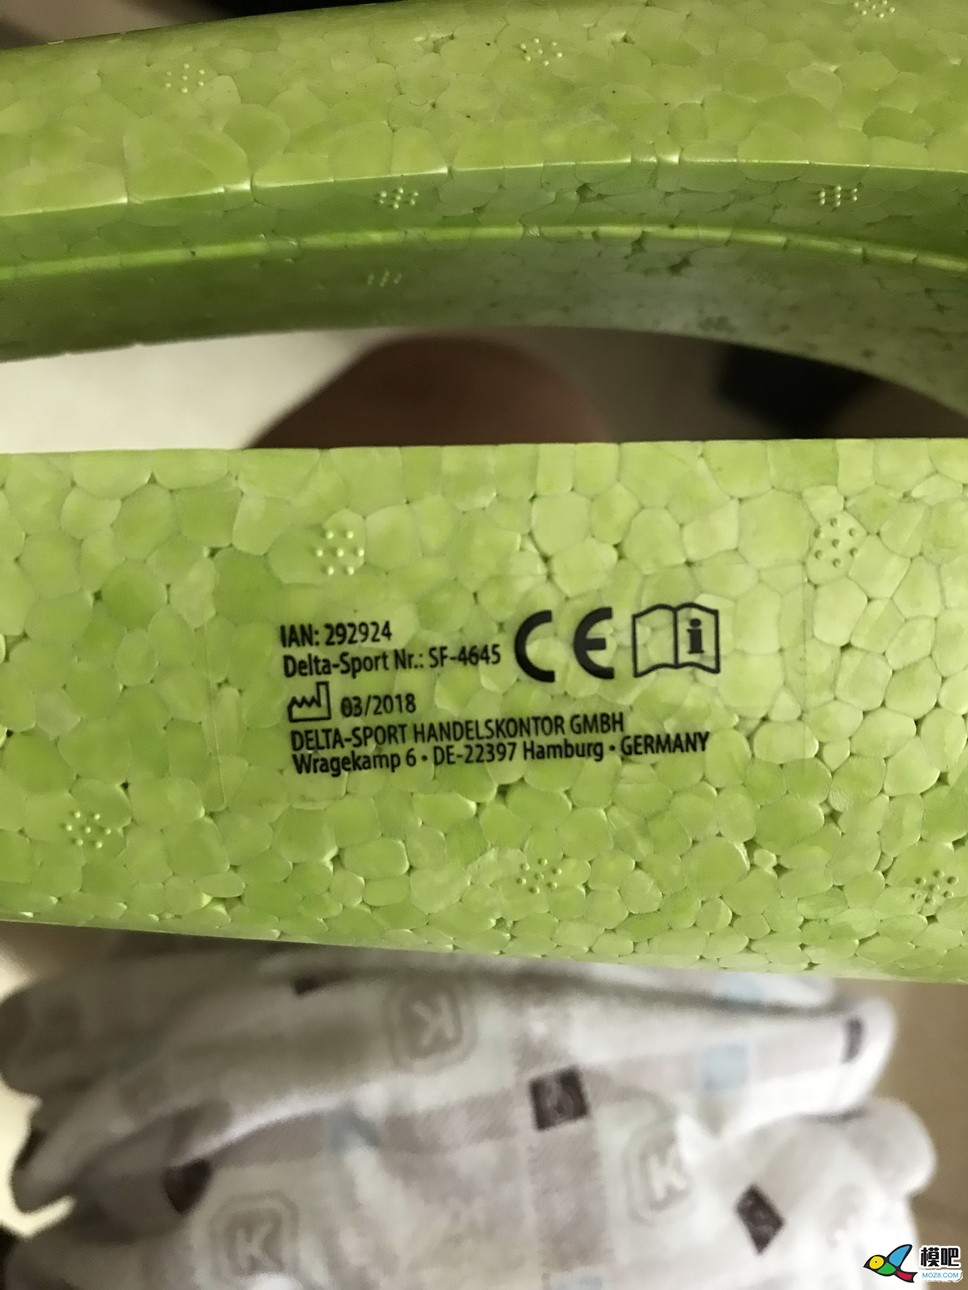 IAN: 292924
Delta-Sport Nr.: SF-4645
CE
i
03/2018
DELTA-SPORT HANDELSKONTOR GMBH
Wragekamp 6 • DE-22397 Hamburg • GERMANY
K
K
K
模吧
MOZ8.COM